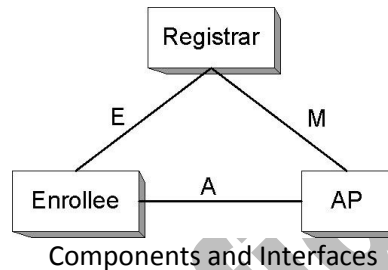 Registrar
E
M
Enrollee
A
AP
Components and Interfaces